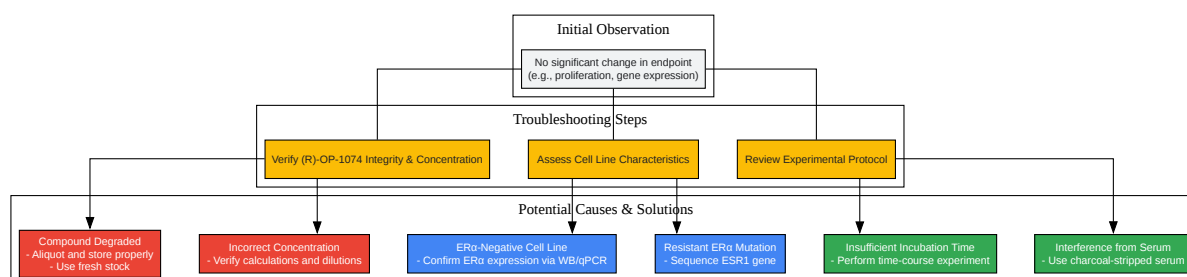 Initial Observation
No significant change in endpoint
(e.g., proliferation, gene expression)
Troubleshooting Steps
Verify (R)-OP-1074 Integrity & Concentration
Assess Cell Line Characteristics
Review Experimental Protocol
Potential Causes & Solutions
Compound Degraded
- Aliquot and store properly
- Use fresh stock
Incorrect Concentration
- Verify calculations and dilutions
ERα-Negative Cell Line
- Confirm ERα expression via WB/qPCR
Resistant ERα Mutation
- Sequence ESR1 gene
Insufficient Incubation Time
- Perform time-course experiment
Interference from Serum
- Use charcoal-stripped serum